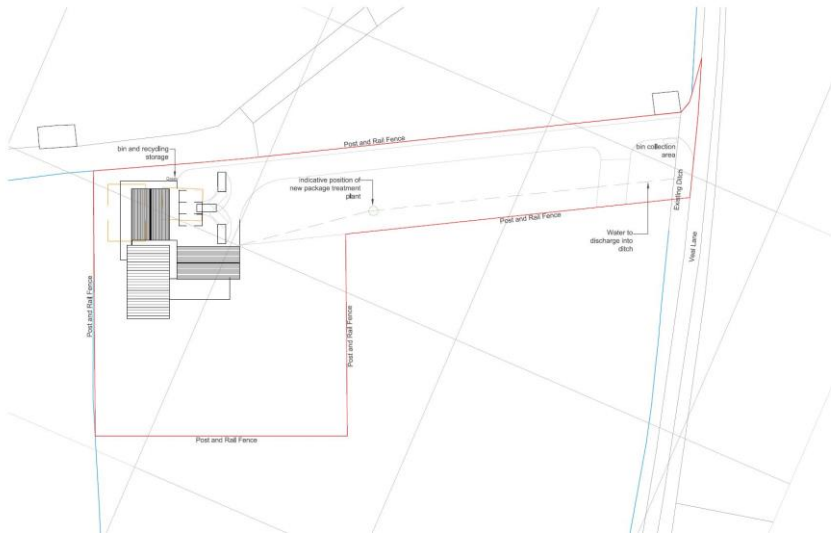 Post and Rail Fence
bin and recycling
storage
bin collection
area
indicative position of
new package treatment
plant
Existing Ditch
Post and Rail Fence
Water to
discharge into
ditch
Veal Lane
Post and Rail Fence
Post and Rail Fence
Post and Rail Fence